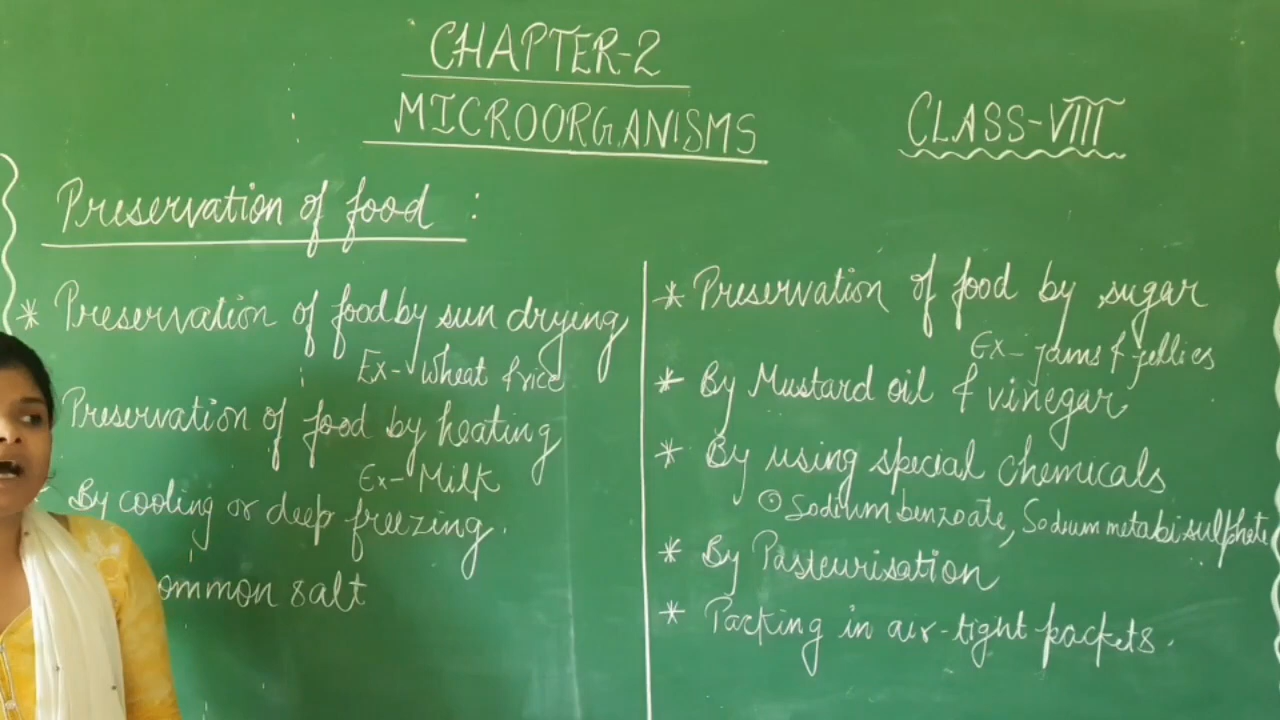 CHAPTER-2
MICROORGANISMS
CLASS-VIII
Preservation of food :
* Preservation of food by sun drying
Ex- Wheat & rice
Preservation of food by heating
Ex- Milk
By cooling or deep freezing.
ommon salt
* Preservation of food by sugar
Ex- jams & jellies
* By Mustard oil & vinegar
* By using special chemicals
Sodium benzoate, Sodium metabisulphate
* By Pasteurisation
* Packing in air-tight packets.